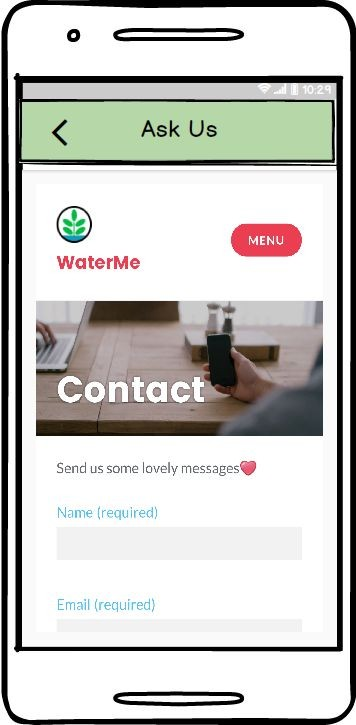 10:29
Ask Us
MENU
WaterMe
Contact
Send us some lovely messages❤
Name (required)
Email (required)